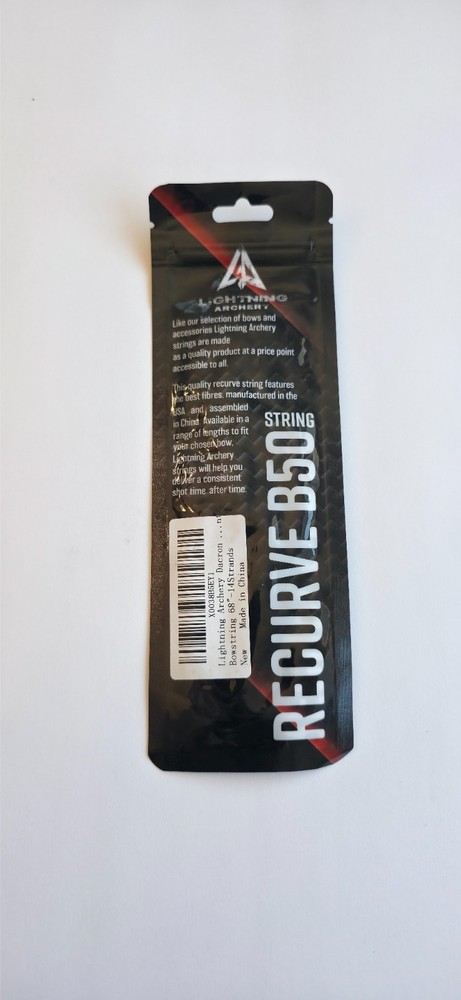 LIGHTNING
ARCHERY
Like our selection of bows and
accessories Lightning Archery
strings are made
as a quality product at a price point
accessible to all.
This quality recurve string features
the best fibres. manufactured in the
USA and assembled
in China. Available in a
range of lengths to fit
your chosen bow,
Lightning Archery
strings will help you
deliver a consistent
shot time after time.
STRING
RECURVE B50
X0038B5EY1
Lightning Archery Dacron ...
Bowstring 68"-14Strands
New Made in China